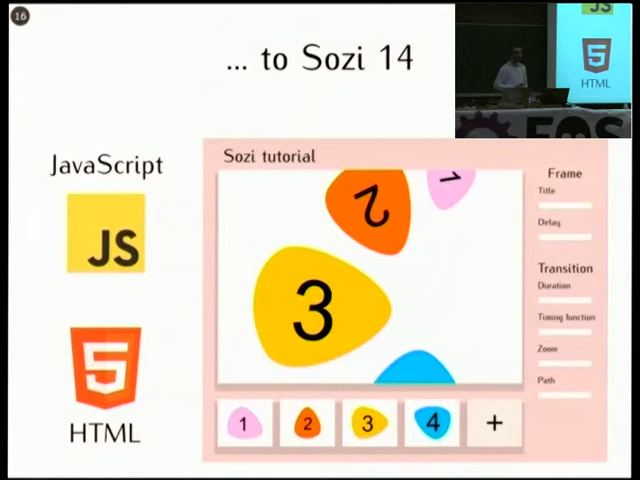 16
... to Sozi 14
5
HTML
JavaScript
JS
5
HTML
Sozi tutorial
1
2
3
Frame
Title
Delay
Transition
Duration
Timing function
Zoom
Path
1
2
3
4
+